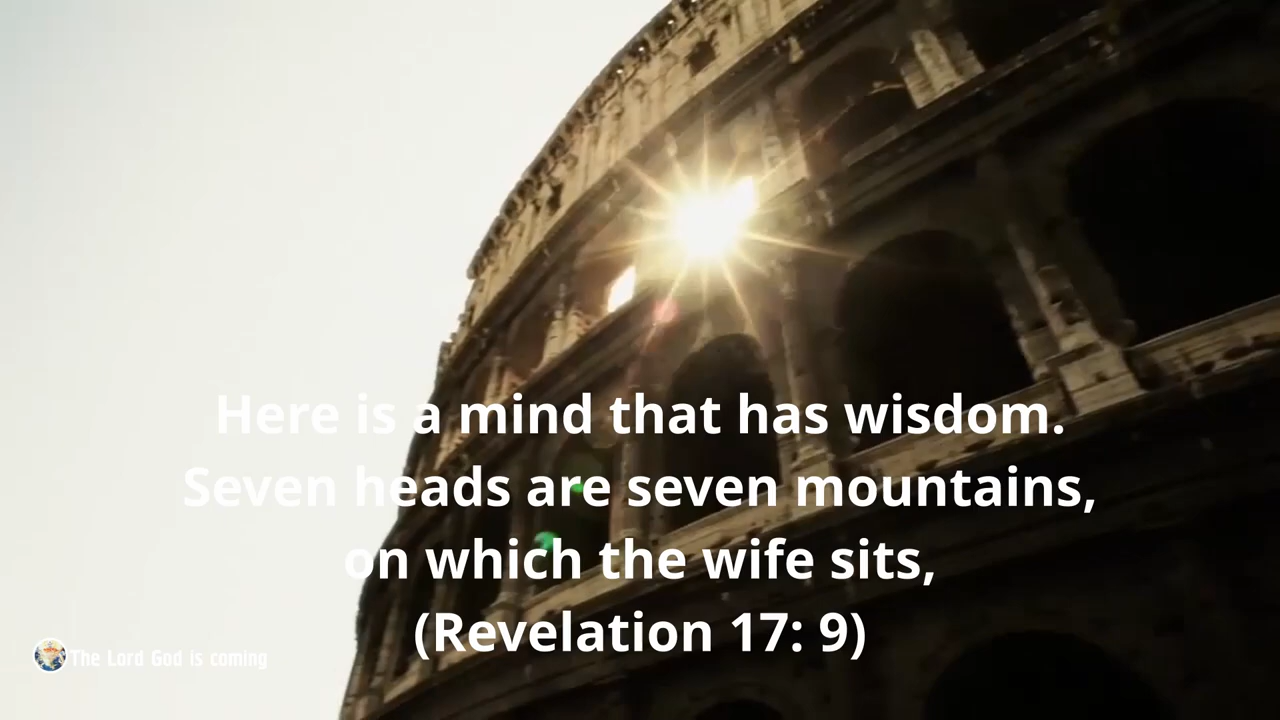 Here is a mind that has wisdom.
Seven heads are seven mountains,
on which the wife sits,
(Revelation 17: 9)
The Lord God is coming